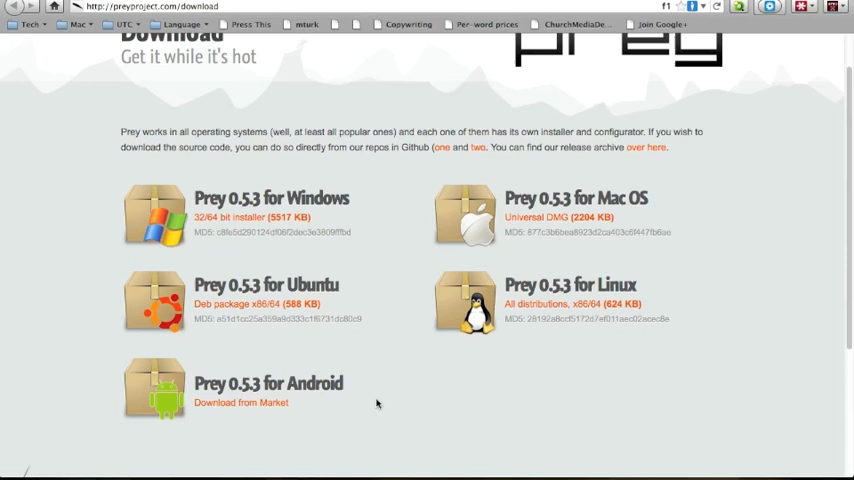 http://preyproject.com/download
f1
Tech
Mac
UTC
Language
Press This
mturk
Copywriting
Per-word prices
ChurchMediaDe...
Join Google+
Download
prey
Get it while it's hot
Prey works in all operating systems (well, at least all popular ones) and each one of them has its own installer and configurator. If you wish to
download the source code, you can do so directly from our repos in Github (one and two. You can find our release archive over here.
Prey 0.5.3 for Windows
32/64 bit installer (5517 KB)
Prey 0.5.3 for Mac OS
Universal DMG (2204 KB)
Prey 0.5.3 for Ubuntu
Deb package x86/64 (588 KB)
Prey 0.5.3 for Linux
All distributions, x86/64 (624 KB)
Prey 0.5.3 for Android
Download from Market